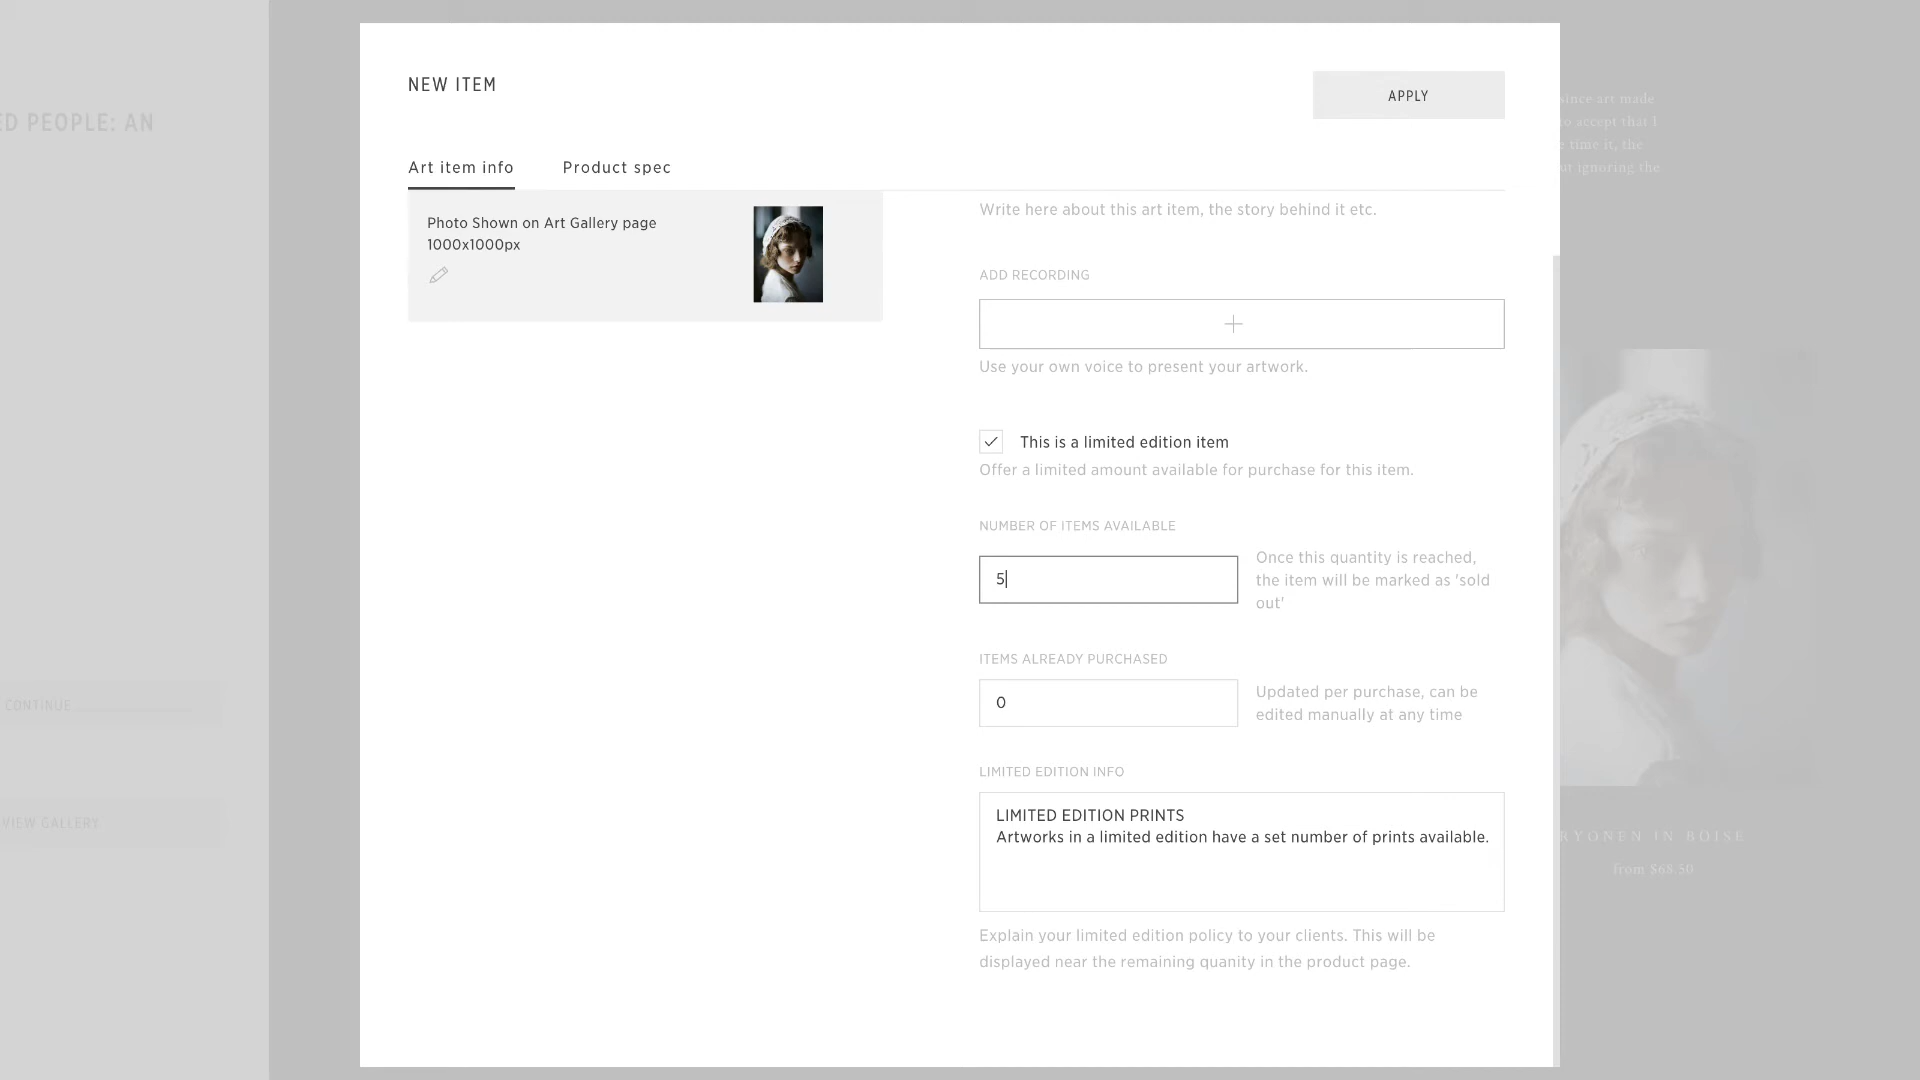 NEW ITEM
APPLY
Art item info
Product spec
Photo Shown on Art Gallery page
1000x1000px
Write here about this art item, the story behind it etc.
ADD RECORDING
Use your own voice to present your artwork.
This is a limited edition item
Offer a limited amount available for purchase for this item.
NUMBER OF ITEMS AVAILABLE
5
Once this quantity is reached,
the item will be marked as 'sold
out'
ITEMS ALREADY PURCHASED
0
Updated per purchase, can be
edited manually at any time
LIMITED EDITION INFO
LIMITED EDITION PRINTS
Artworks in a limited edition have a set number of prints available.
Explain your limited edition policy to your clients. This will be
displayed near the remaining quanity in the product page.
ED PEOPLE: AN
CONTINUE
VIEW GALLERY
since art made
to accept that I
e time it, the
ut ignoring the
RYONEN IN BOISE
from $68.50